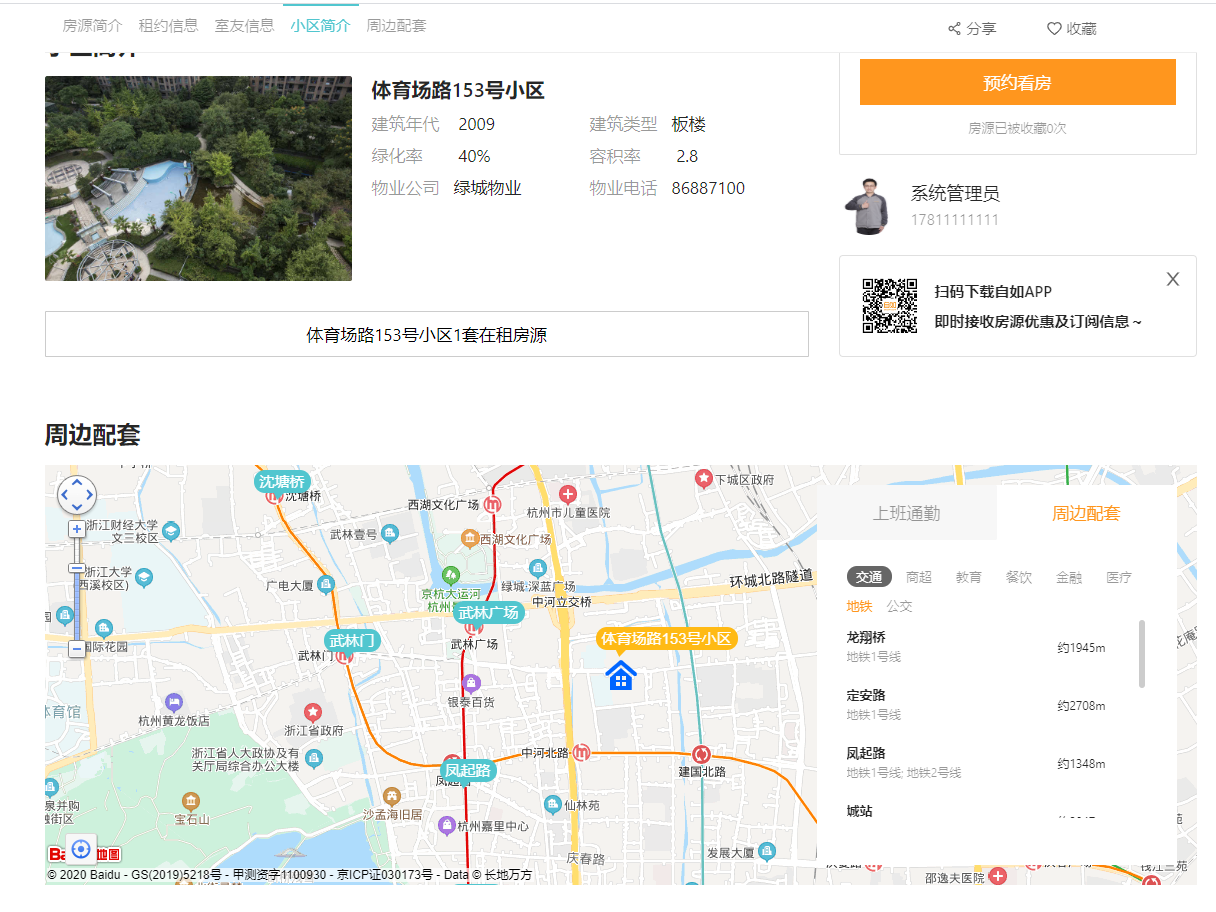 房源简介 租约信息 室友信息 小区简介 周边配套
分享 收藏
小区简介
体育场路153号小区
建筑年代 2009 建筑类型 板楼
绿化率 40% 容积率 2.8
物业公司 绿城物业 物业电话 86887100
体育场路153号小区1套在租房源
预约看房
房源已被收藏0次
系统管理员
17811111111
扫码下载自如APP
即时接收房源优惠及订阅信息~
X
周边配套
沈塘桥
沈塘桥
西湖文化广场
杭州市儿童医院
下城区政府
浙江财经大学
文三校区
武林壹号
西湖文化广场
浙江大学
西溪校区)
广电大厦
京杭大运河
杭州
绿城·深蓝广场
中河立交桥
环城北路隧道
武林广场
武林广场
国际花园
武林门
武林门
体育场路153号小区
银泰百货
体育馆
杭州黄龙饭店
浙江省政府
浙江省人大政协及有
关厅局综合办公大楼
中河北路
建国北路
凤起路
凤起
泉并购
融街区
宝石山
沙孟海旧居
仙林苑
杭州嘉里中心
庆春路
发展大厦
邵逸夫医院
钱江三苑
地图
© 2020 Baidu - GS(2019)5218号 - 甲测资字1100930 - 京ICP证030173号 - Data © 长地万方
上班通勤 周边配套
交通 商超 教育 餐饮 金融 医疗
地铁 公交
龙翔桥
地铁1号线
约1945m
定安路
地铁1号线
约2708m
凤起路
地铁1号线; 地铁2号线
约1348m
城站